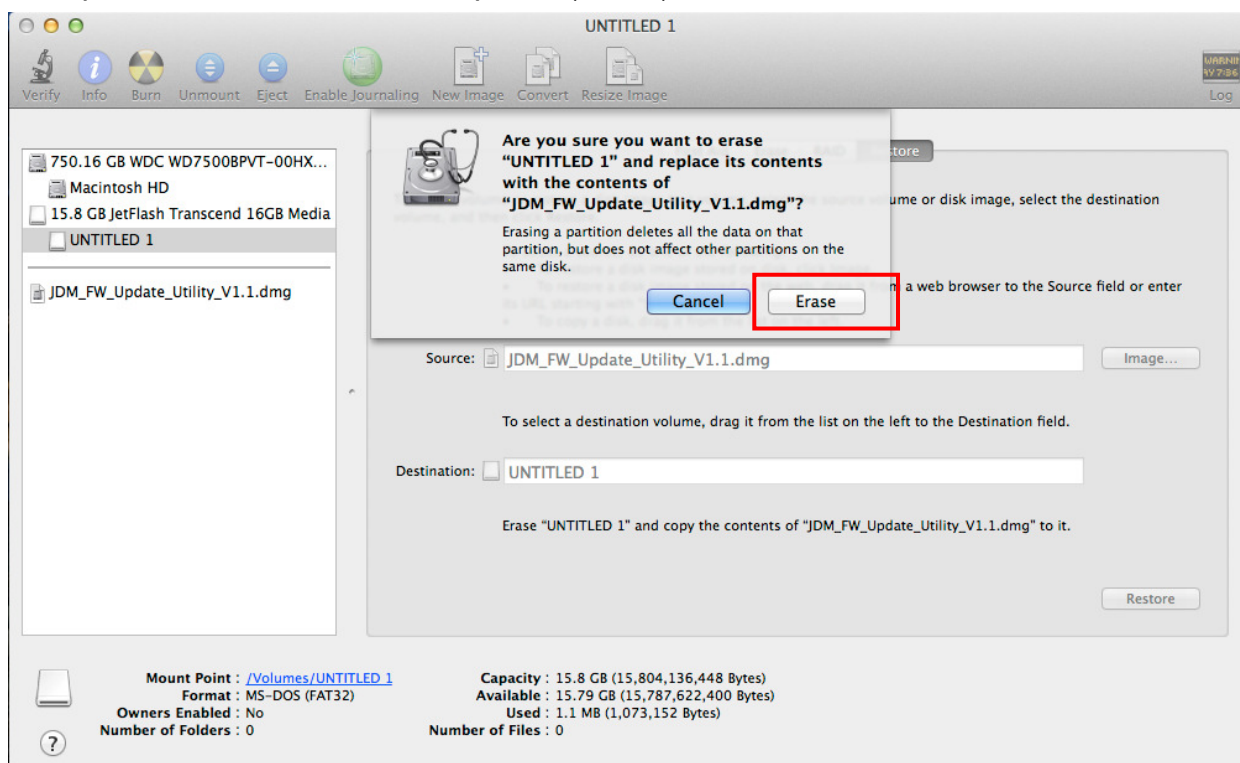 UNTITLED 1
Verify Info Burn Unmount Eject Enable Journaling New Image Convert Resize Image
WARNIN
Log
750.16 GB WDC WD7500BPVT-00HX...
Macintosh HD
15.8 GB JetFlash Transcend 16GB Media
UNTITLED 1
JDM_FW_Update_Utility_V1.1.dmg
Are you sure you want to erase
“UNTITLED 1” and replace its contents
with the contents of
“JDM_FW_Update_Utility_V1.1.dmg”?
Erasing a partition deletes all the data on that
partition, but does not affect other partitions on the
same disk.
Cancel Erase
RAID
store
ume or disk image, select the destination
a web browser to the Source field or enter
Source: JDM_FW_Update_Utility_V1.1.dmg Image...
To select a destination volume, drag it from the list on the left to the Destination field.
Destination: UNTITLED 1
Erase “UNTITLED 1” and copy the contents of “JDM_FW_Update_Utility_V1.1.dmg” to it.
Restore
Mount Point : /Volumes/UNTITLED 1
Format : MS-DOS (FAT32)
Owners Enabled : No
Number of Folders : 0
Capacity : 15.8 GB (15,804,136,448 Bytes)
Available : 15.79 GB (15,787,622,400 Bytes)
Used : 1.1 MB (1,073,152 Bytes)
Number of Files : 0
?